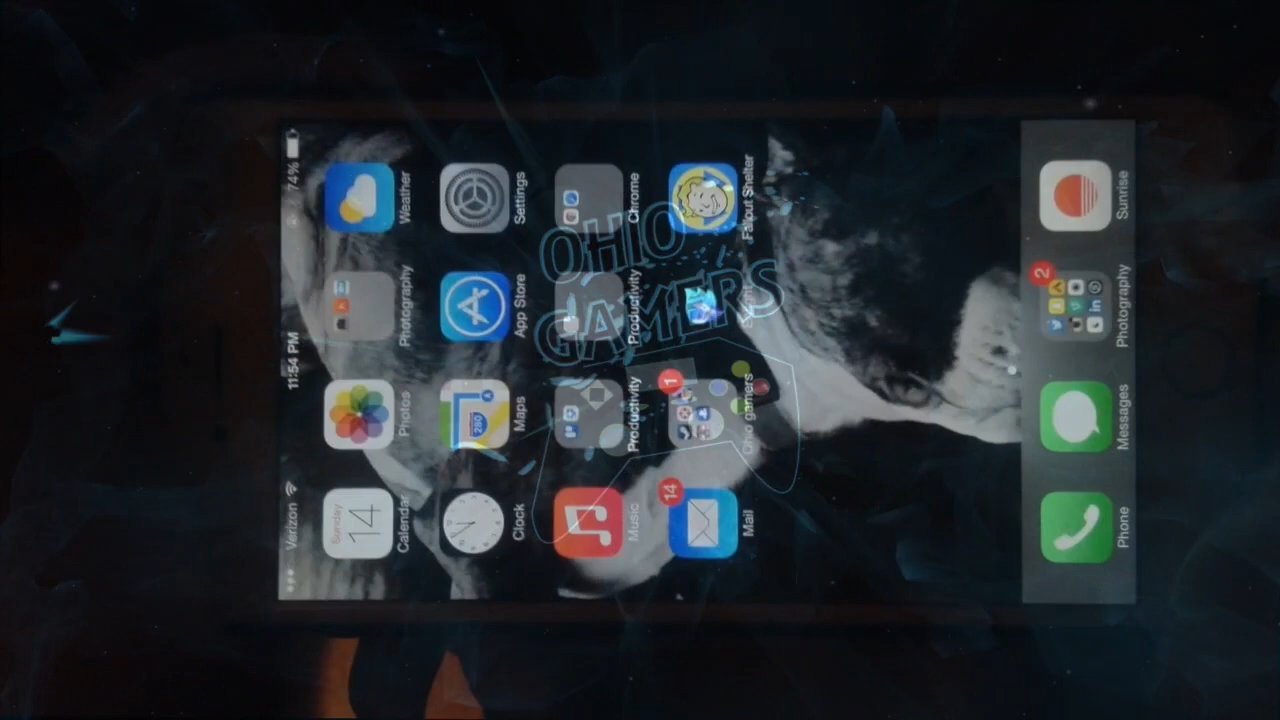 Verizon 11:54 PM 74%
Sunday
14
Calendar Photos Photography Weather
280
Clock Maps App Store Settings
Music Productivity Productivity Chrome
14 1
Mail Ohio gamers Fallout Shelter
OHIO
GAMERS
2
Phone Messages Photography Sunrise